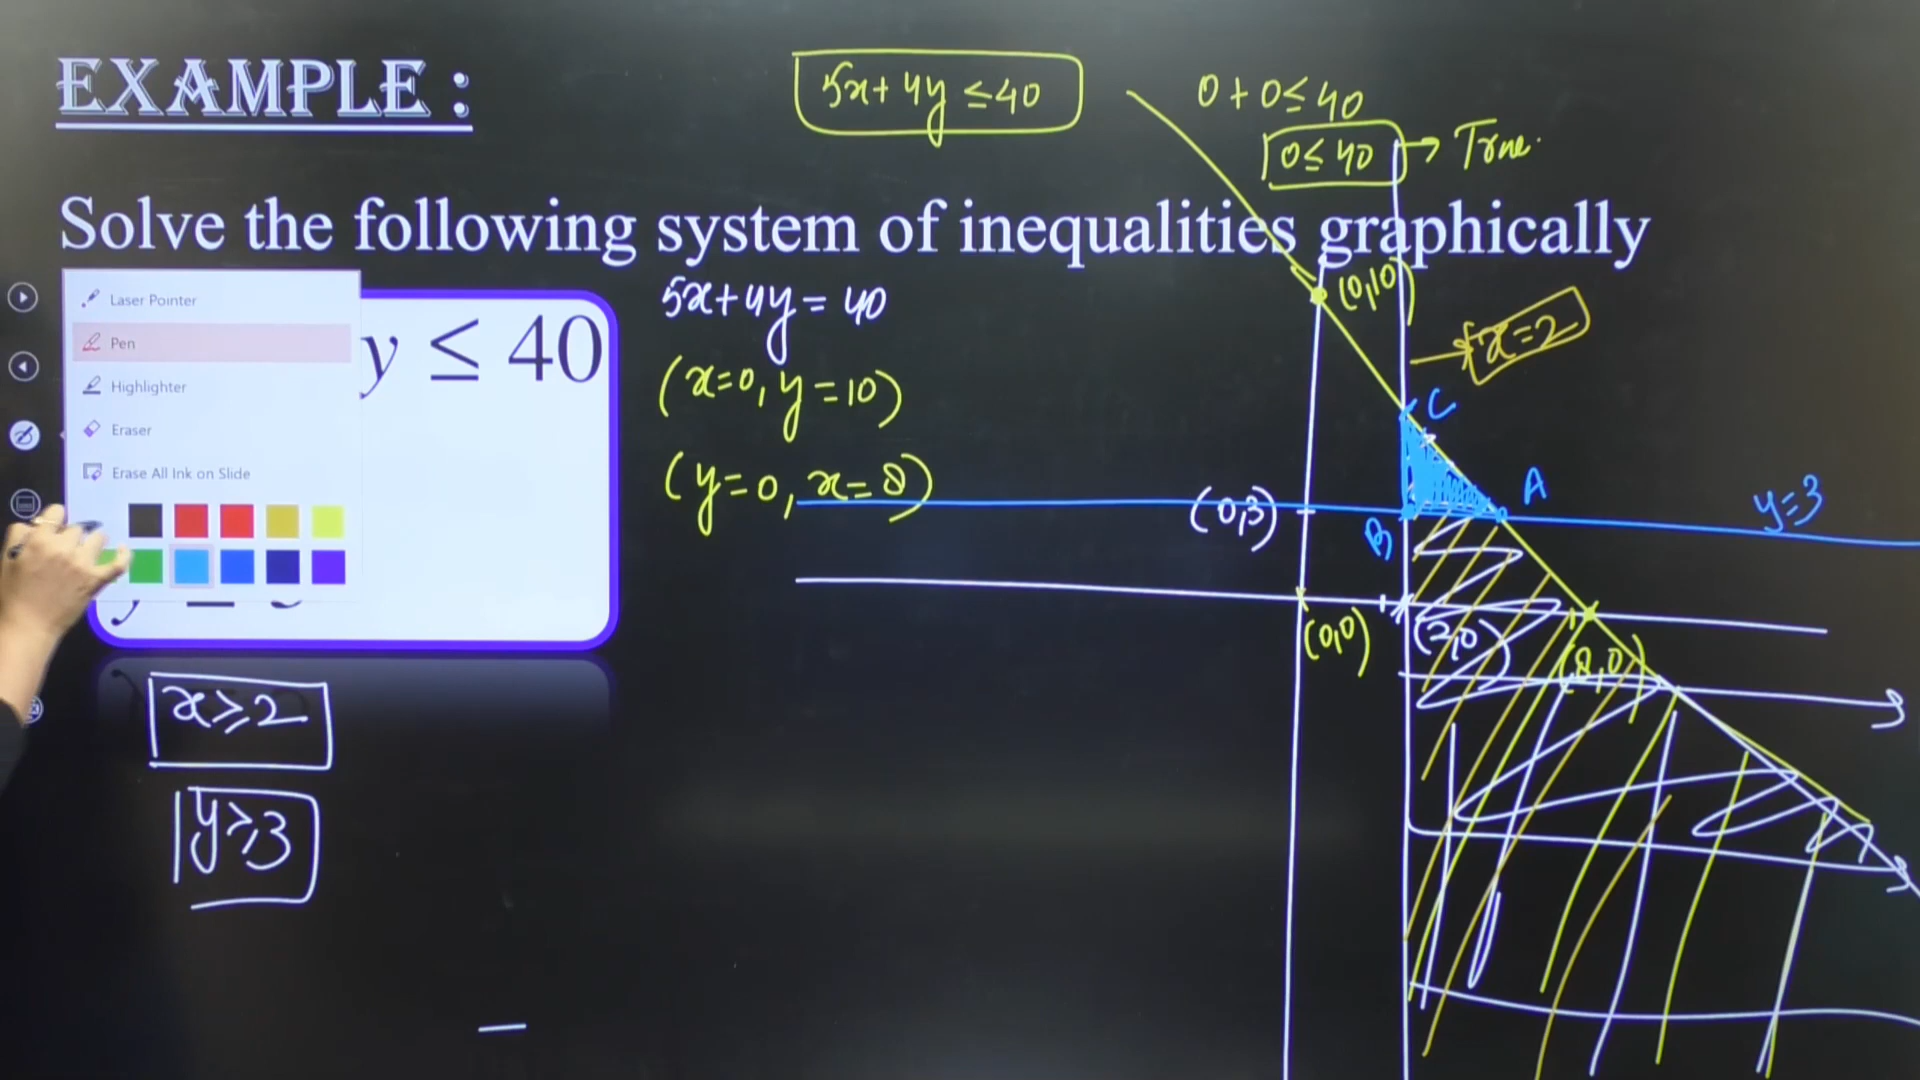 EXAMPLE :
5x+4y ≤40
0+0≤40
0≤40 → True.
Solve the following system of inequalities graphically
Laser Pointer
Pen
Highlighter
Eraser
Erase All Ink on Slide
y ≤ 40
5x+4y=40
(x=0, y=10)
(y=0, x=8)
x≥2
y≥3
(0,10)
x=2
C
A
B
y=3
(0,3)
(0,0)
(2,0)
(8,0)